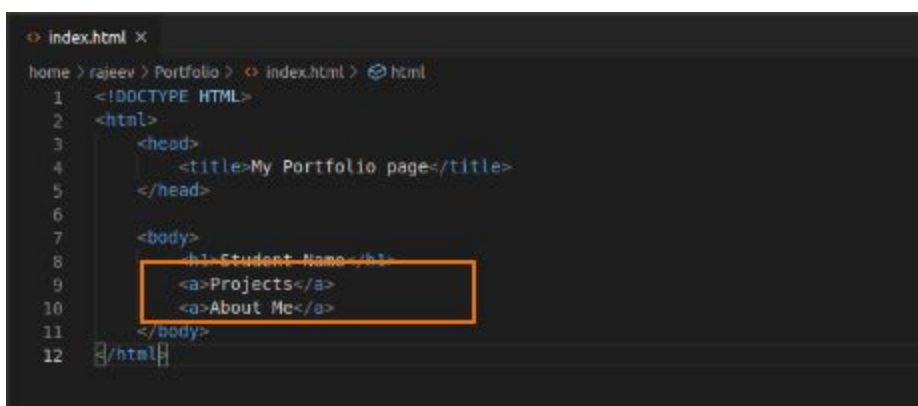 index.html ×
home > rajeev > Portfolio > index.html > html
1 <!DOCTYPE HTML>
2 <html>
3 <head>
4 <title>My Portfolio page</title>
5 </head>
6
7 <body>
8 <h1>Student Name</h1>
9 <a>Projects</a>
10 <a>About Me</a>
11 </body>
12 </html>